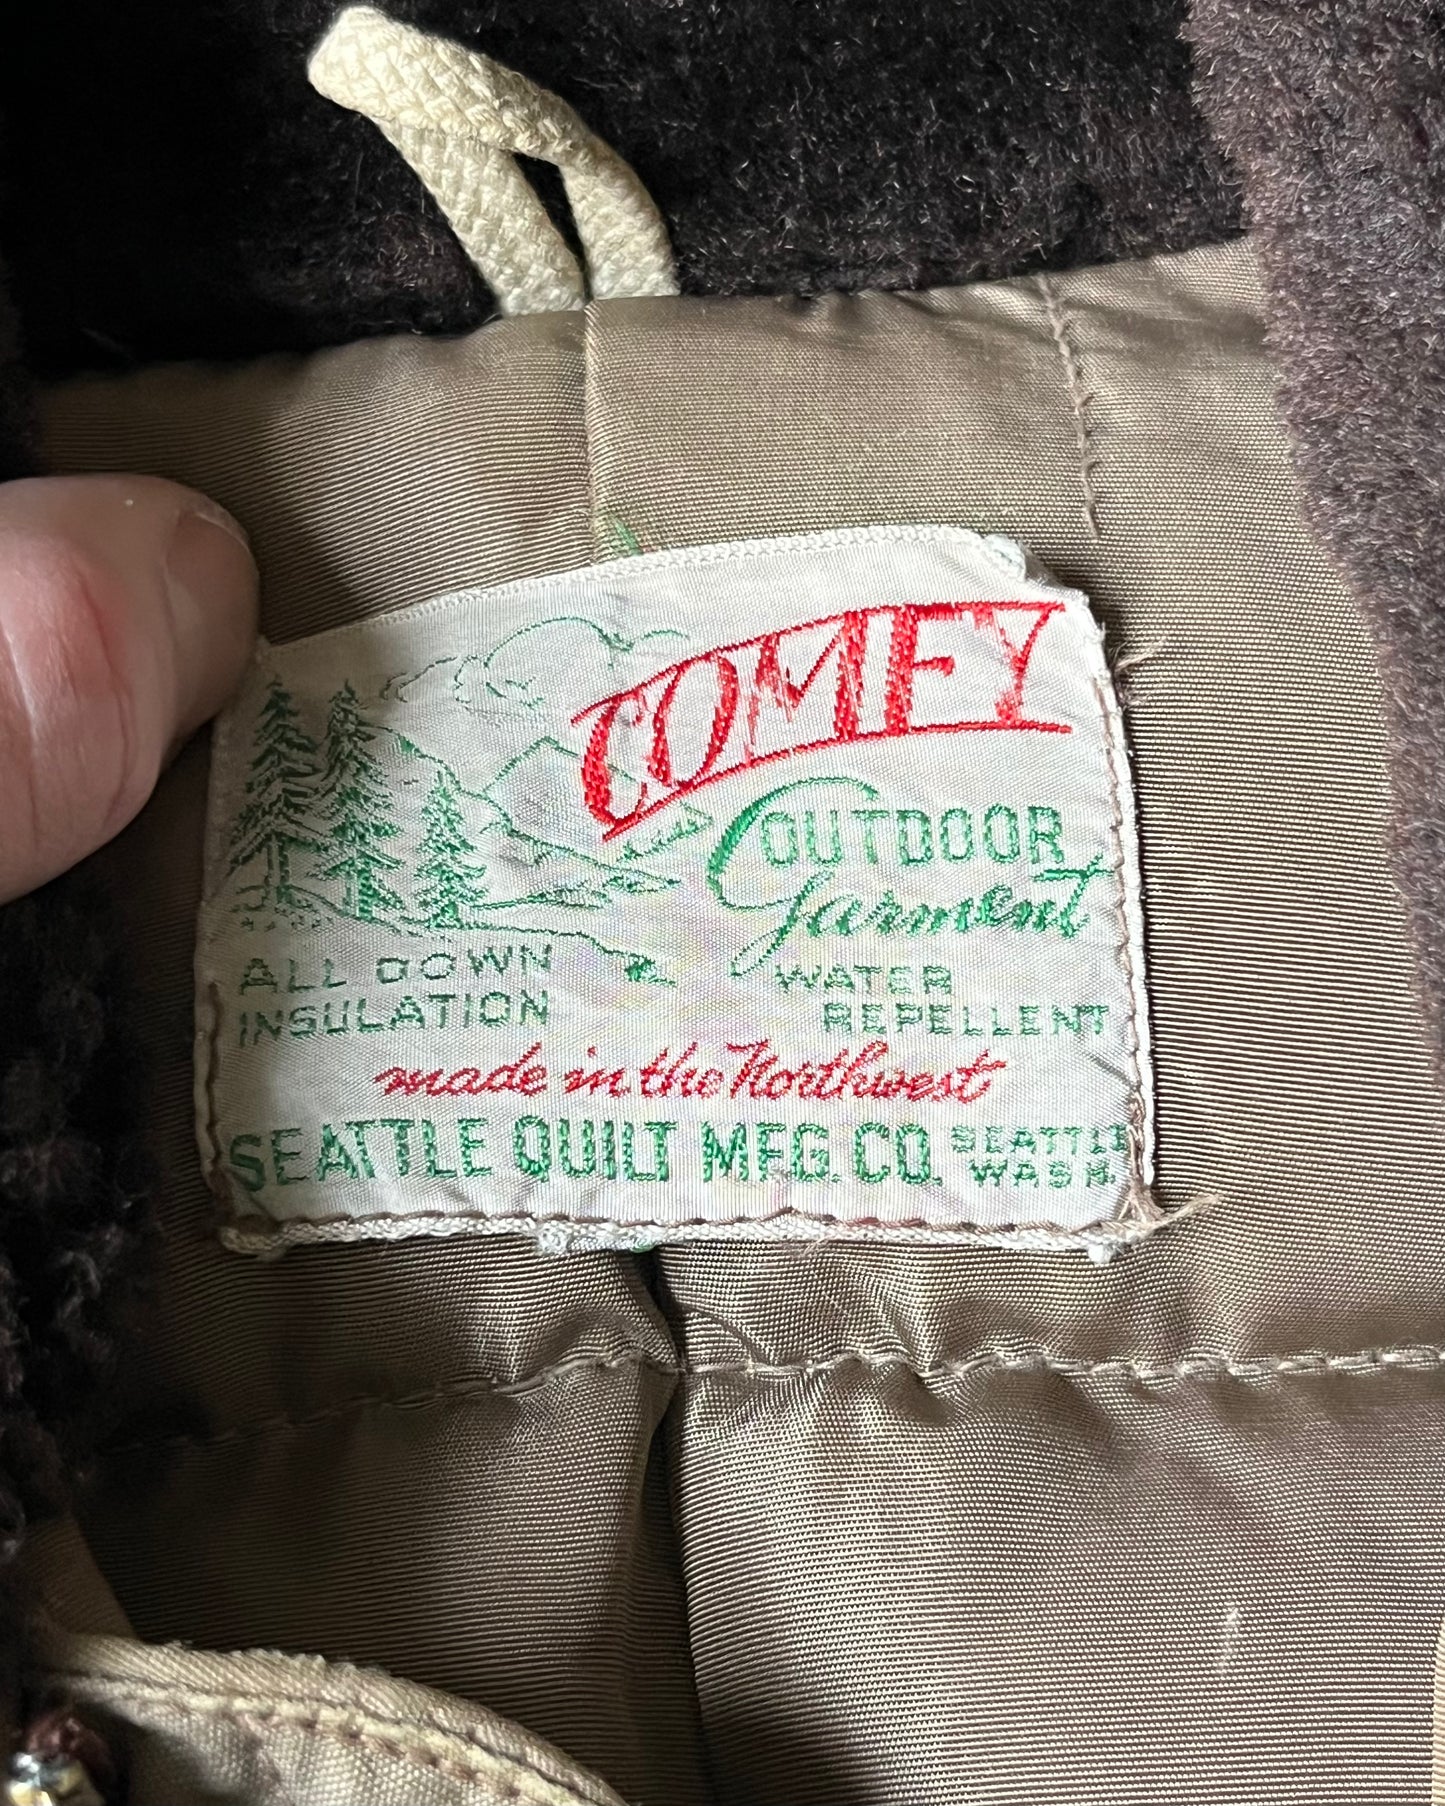 COMFY
OUTDOOR
Garment
ALL DOWN
INSULATION
WATER
REPELLENT
made in the Northwest
SEATTLE QUILT MFG. CO. SEATTLE
WASH.